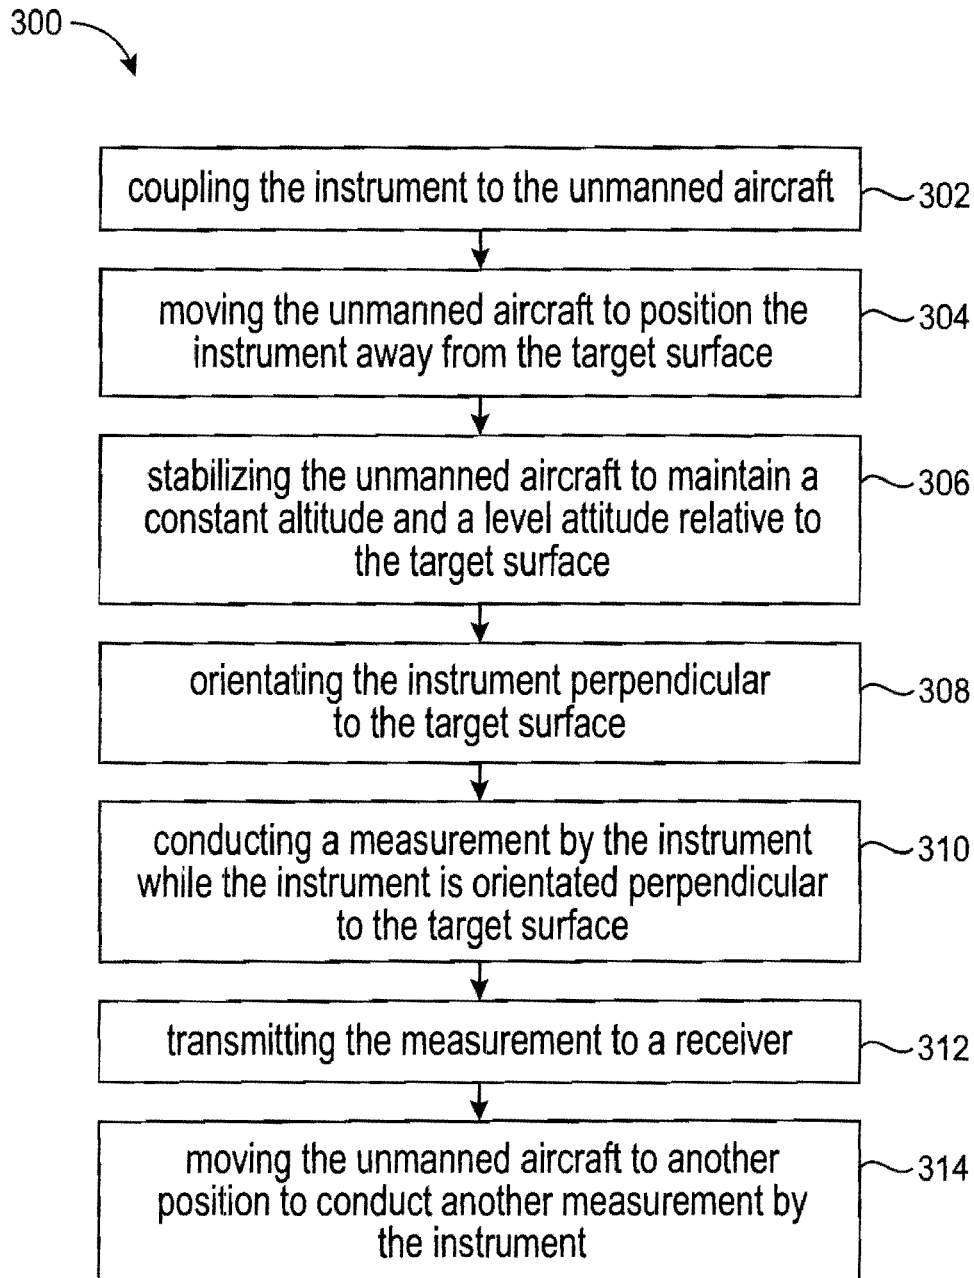 300
coupling the instrument to the unmanned aircraft
302
moving the unmanned aircraft to position the
instrument away from the target surface
304
stabilizing the unmanned aircraft to maintain a
constant altitude and a level attitude relative to
the target surface
306
orientating the instrument perpendicular
to the target surface
308
conducting a measurement by the instrument
while the instrument is orientated perpendicular
to the target surface
310
transmitting the measurement to a receiver
312
moving the unmanned aircraft to another
position to conduct another measurement by
the instrument
314